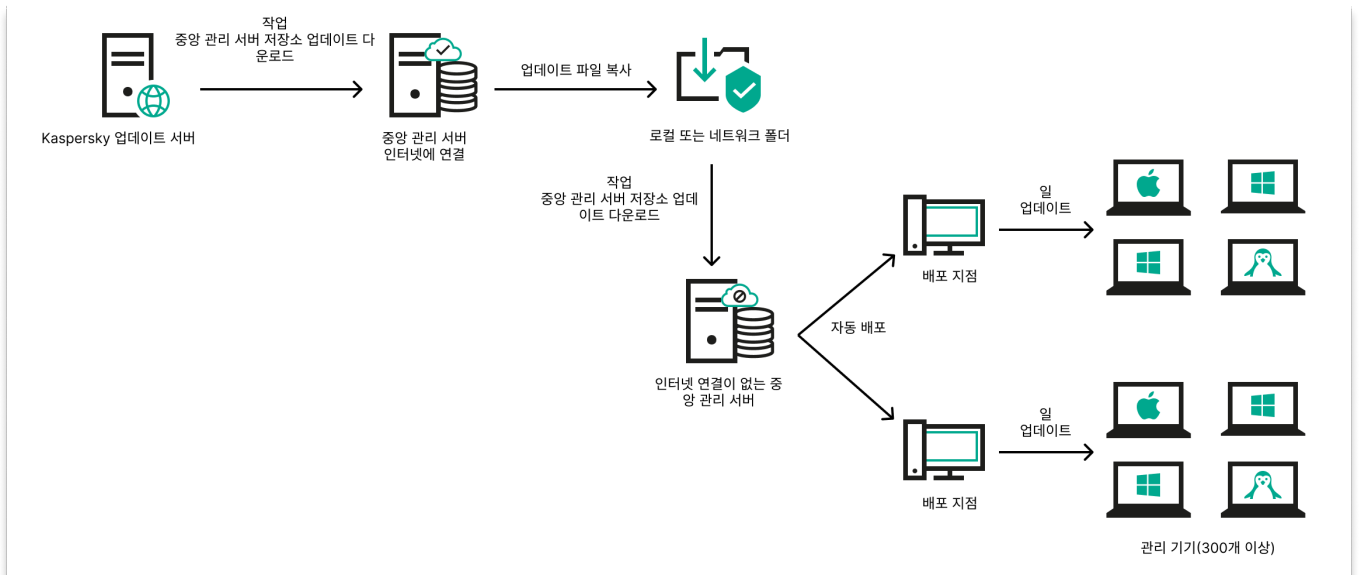 작업
중앙 관리 서버 저장소 업데이트 다
운로드
Kaspersky 업데이트 서버
중앙 관리 서버
인터넷에 연결
업데이트 파일 복사
로컬 또는 네트워크 폴더
작업
중앙 관리 서버 저장소 업데
이트 다운로드
인터넷 연결이 없는 중
앙 관리 서버
자동 배포
배포 지점
일
업데이트
배포 지점
일
업데이트
관리 기기(300개 이상)